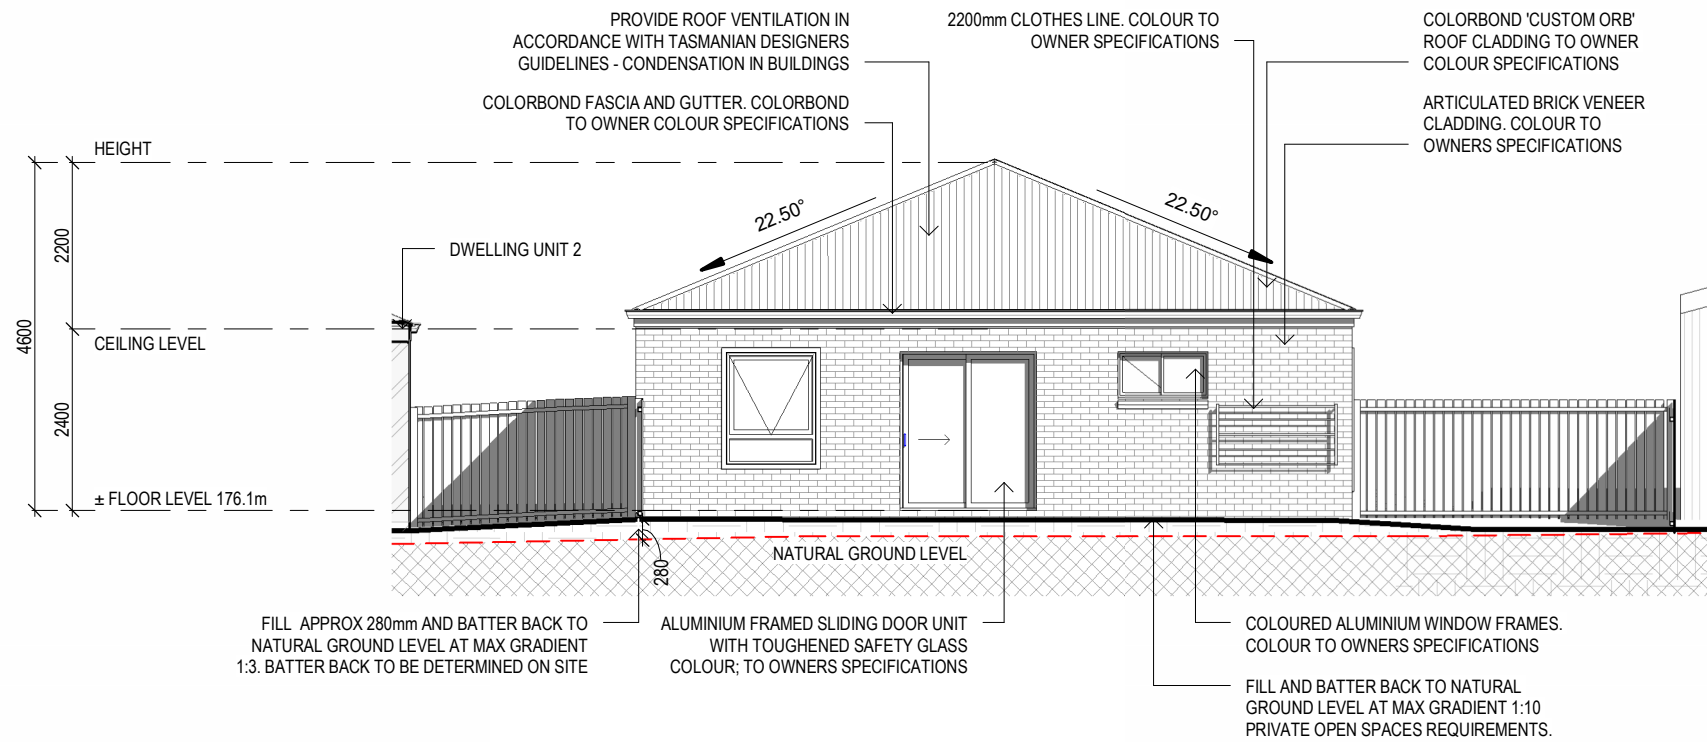 PROVIDE ROOF VENTILATION IN
ACCORDANCE WITH TASMANIAN DESIGNERS
GUIDELINES - CONDENSATION IN BUILDINGS
COLORBOND FASCIA AND GUTTER. COLORBOND
TO OWNER COLOUR SPECIFICATIONS
2200mm CLOTHES LINE. COLOUR TO
OWNER SPECIFICATIONS
COLORBOND 'CUSTOM ORB'
ROOF CLADDING TO OWNER
COLOUR SPECIFICATIONS
ARTICULATED BRICK VENEER
CLADDING. COLOUR TO
OWNERS SPECIFICATIONS
HEIGHT
22.50°
22.50°
2200
DWELLING UNIT 2
4600
CEILING LEVEL
2400
± FLOOR LEVEL 176.1m
NATURAL GROUND LEVEL
280
FILL APPROX 280mm AND BATTER BACK TO
NATURAL GROUND LEVEL AT MAX GRADIENT
1:3. BATTER BACK TO BE DETERMINED ON SITE
ALUMINIUM FRAMED SLIDING DOOR UNIT
WITH TOUGHENED SAFETY GLASS
COLOUR; TO OWNERS SPECIFICATIONS
COLOURED ALUMINIUM WINDOW FRAMES.
COLOUR TO OWNERS SPECIFICATIONS
FILL AND BATTER BACK TO NATURAL
GROUND LEVEL AT MAX GRADIENT 1:10
PRIVATE OPEN SPACES REQUIREMENTS.